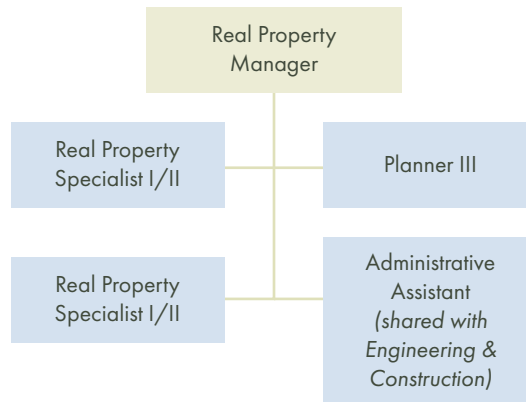 Real Property
Manager
Real Property
Specialist I/II
Planner III
Real Property
Specialist I/II
Administrative
Assistant
(shared with
Engineering &
Construction)